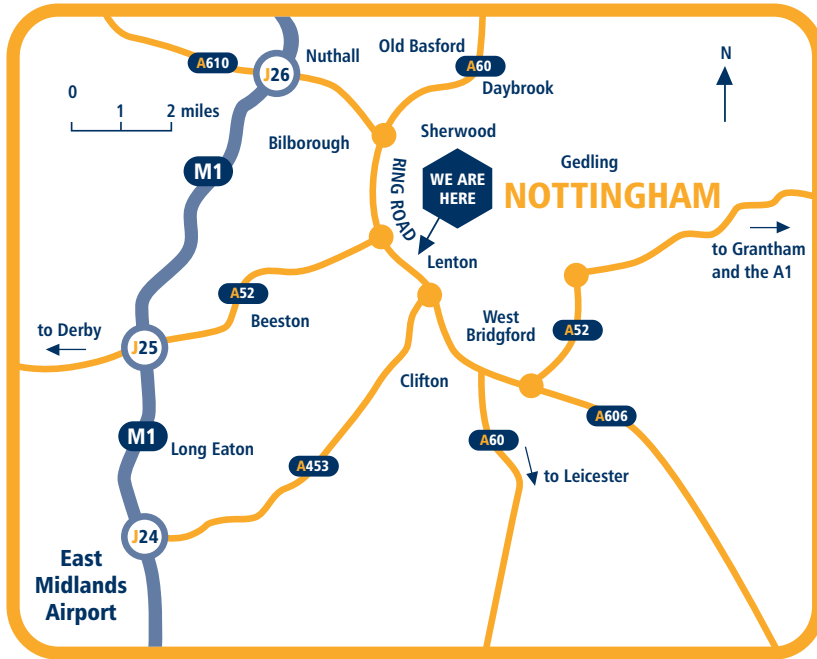 Nuthall
Old Basford
A610
J26
A60
Daybrook
N
0
1
2 miles
Bilborough
Sherwood
RING ROAD
WE ARE
HERE
Gedling
NOTTINGHAM
M1
to Grantham
and the A1
Lenton
A52
Beeston
West
Bridgford
A52
to Derby
J25
Clifton
A606
M1
Long Eaton
A60
A453
to Leicester
J24
East
Midlands
Airport